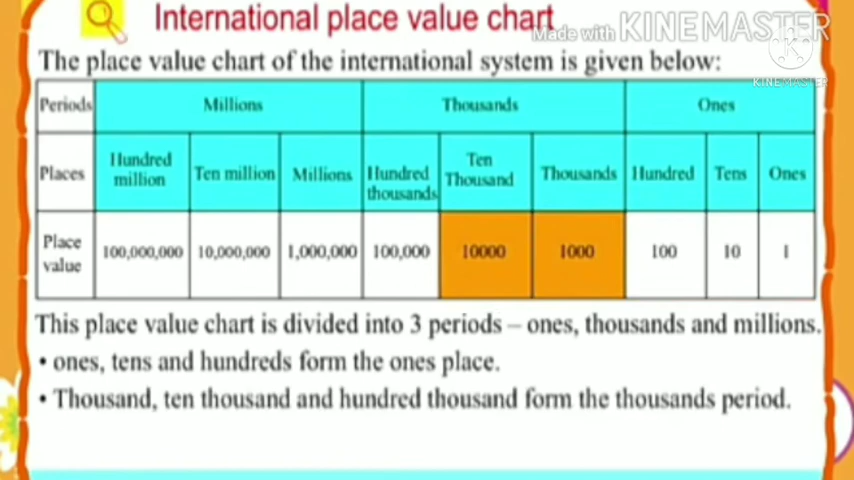 International place value chart
Made with KINEMASTER
KINEMASTER
The place value chart of the international system is given below:
Periods Millions Thousands Ones
Places Hundred million Ten million Millions Hundred thousands Ten Thousand Thousands Hundred Tens Ones
Place value 100,000,000 10,000,000 1,000,000 100,000 10000 1000 100 10 1
This place value chart is divided into 3 periods – ones, thousands and millions.
• ones, tens and hundreds form the ones place.
• Thousand, ten thousand and hundred thousand form the thousands period.